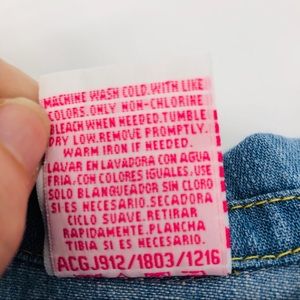 MACHINE WASH COLD.WITH LIKE
COLORS.ONLY NON-CHLORINE
BLEACH WHEN NEEDED.TUMBLE
DRY LOW.REMOVE PROMPTLY.
WARM IRON IF NEEDED.
LAVAR EN LAVADORA CON AGUA
FRIA,CON COLORES IGUALES,USE
SOLO BLANQUEADOR SIN CLORO
SI ES NECESARIO.SECADORA
CICLO SUAVE.RETIRAR
RAPIDAMENTE.PLANCHA
TIBIA SI ES NECESARIO.
ACGJ912/1803/1216